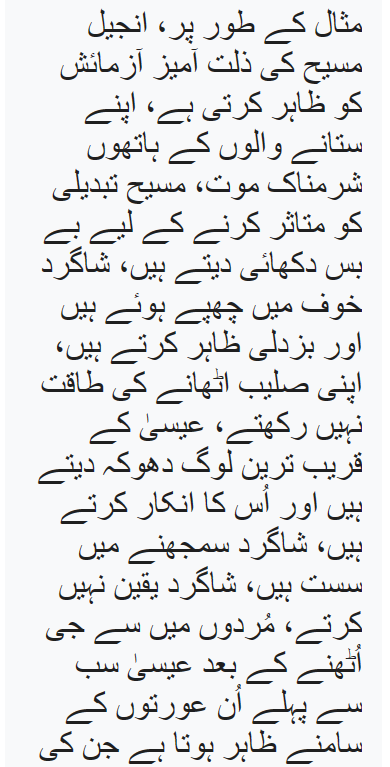 مثال کے طور پر، انجیل
مسیح کی ذلت آمیز آزمائش
کو ظاہر کرتی ہے، اپنے
ستانے والوں کے ہاتھوں
شرمناک موت، مسیح تبدیلی
کو متاثر کرنے کے لیے بے
بس دکھائی دیتے ہیں، شاگرد
خوف میں چھپے ہوئے ہیں
اور بزدلی ظاہر کرتے ہیں،
اپنی صلیب اٹھانے کی طاقت
نہیں رکھتے، عیسیٰ کے
قریب ترین لوگ دھوکہ دیتے
ہیں اور اُس کا انکار کرتے
ہیں، شاگرد سمجھنے میں
سست ہیں، شاگرد یقین نہیں
کرتے، مُردوں میں سے جی
اُٹھنے کے بعد عیسیٰ سب
سے پہلے اُن عورتوں کے
سامنے ظاہر ہوتا ہے جن کی